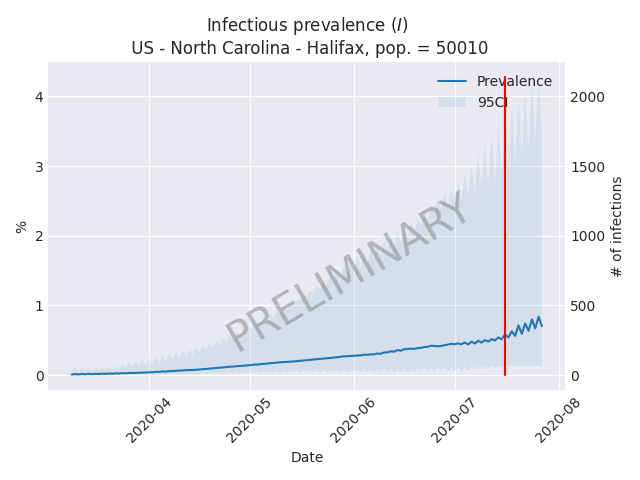 Infectious prevalence (I)
US - North Carolina - Halifax, pop. = 50010
Prevalence
95CI
PRELIMINARY
%
4
3
2
1
0
# of infections
2000
1500
1000
500
0
2020-04
2020-05
2020-06
2020-07
2020-08
Date